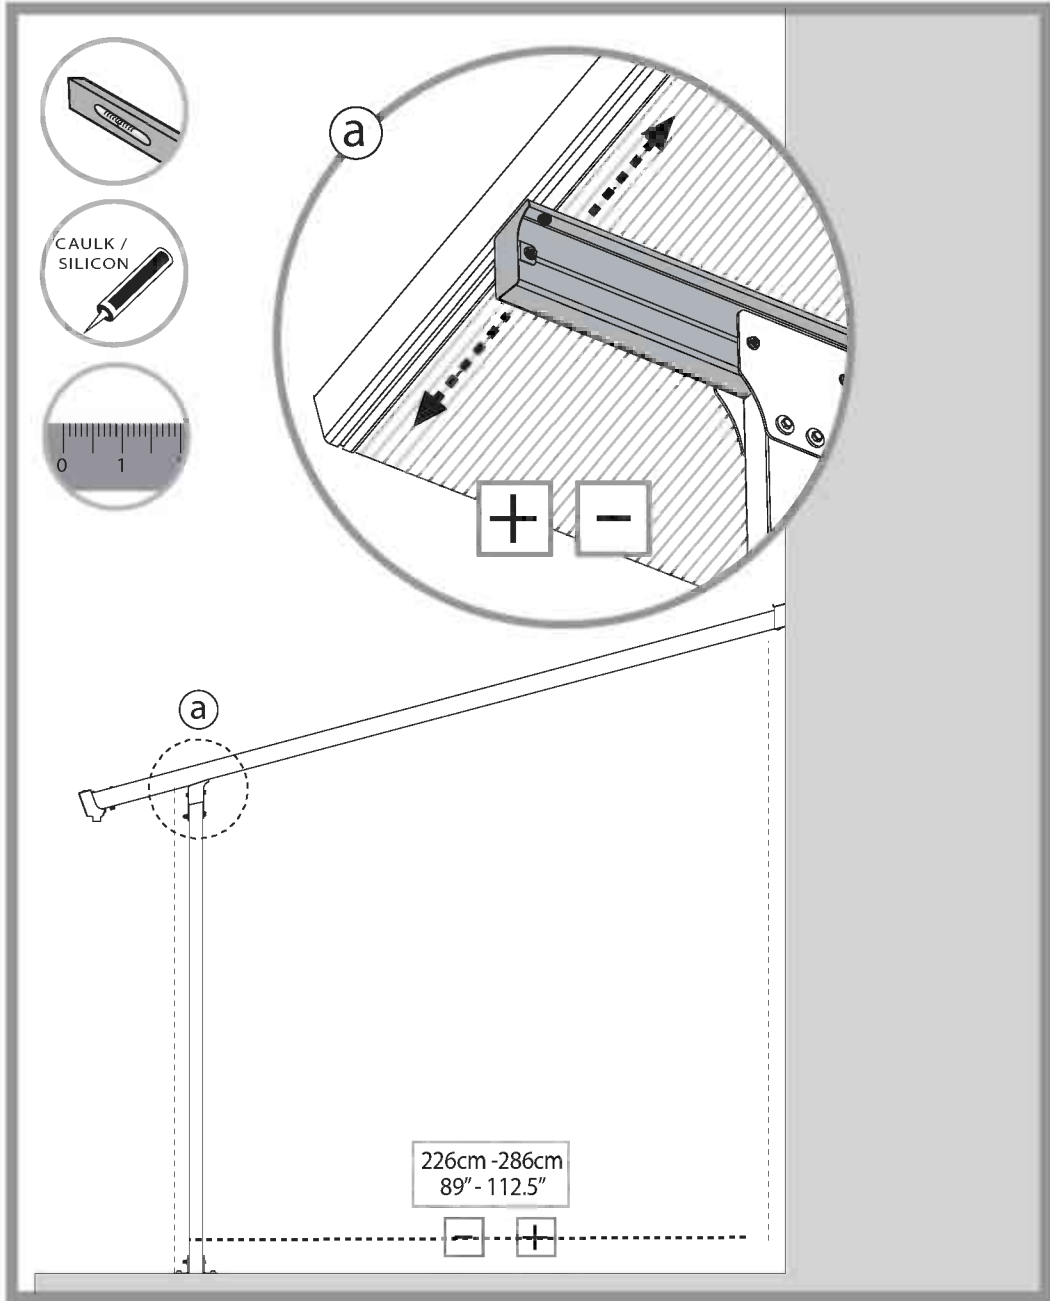 a
CAULK /
SILICON
0 1
+ −
a
226cm -286cm
89” - 112.5”
− +